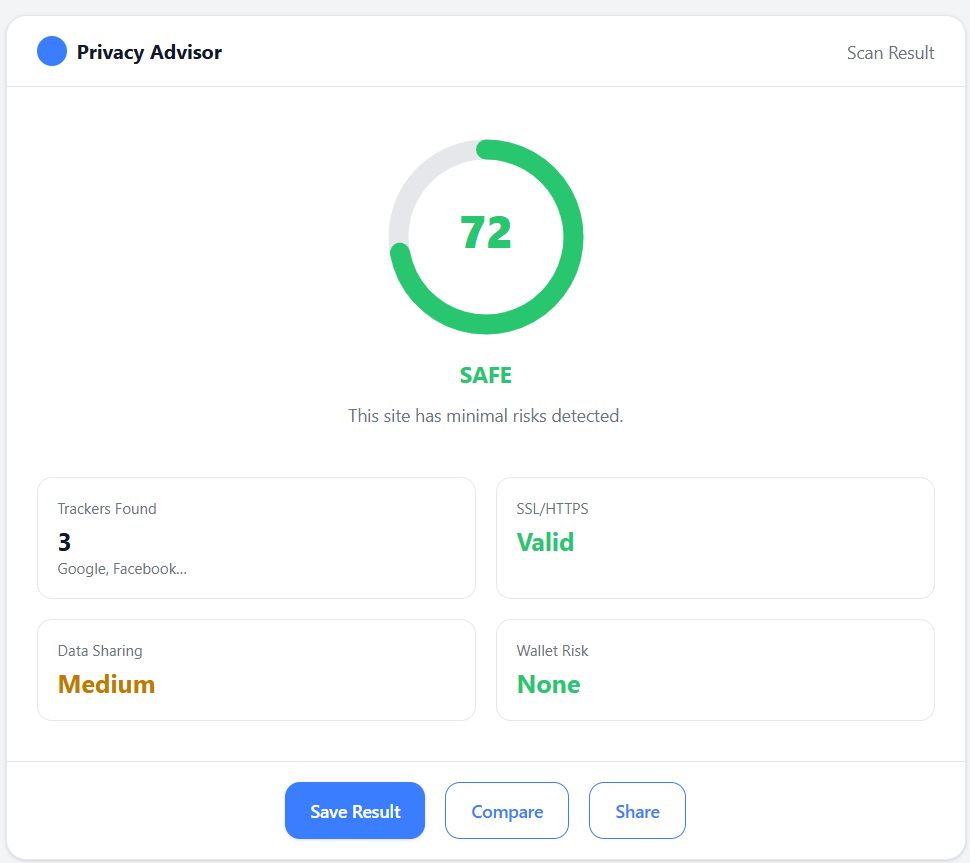 Privacy Advisor
Scan Result
72
SAFE
This site has minimal risks detected.
Trackers Found
3
Google, Facebook...
SSL/HTTPS
Valid
Data Sharing
Medium
Wallet Risk
None
Save Result
Compare
Share